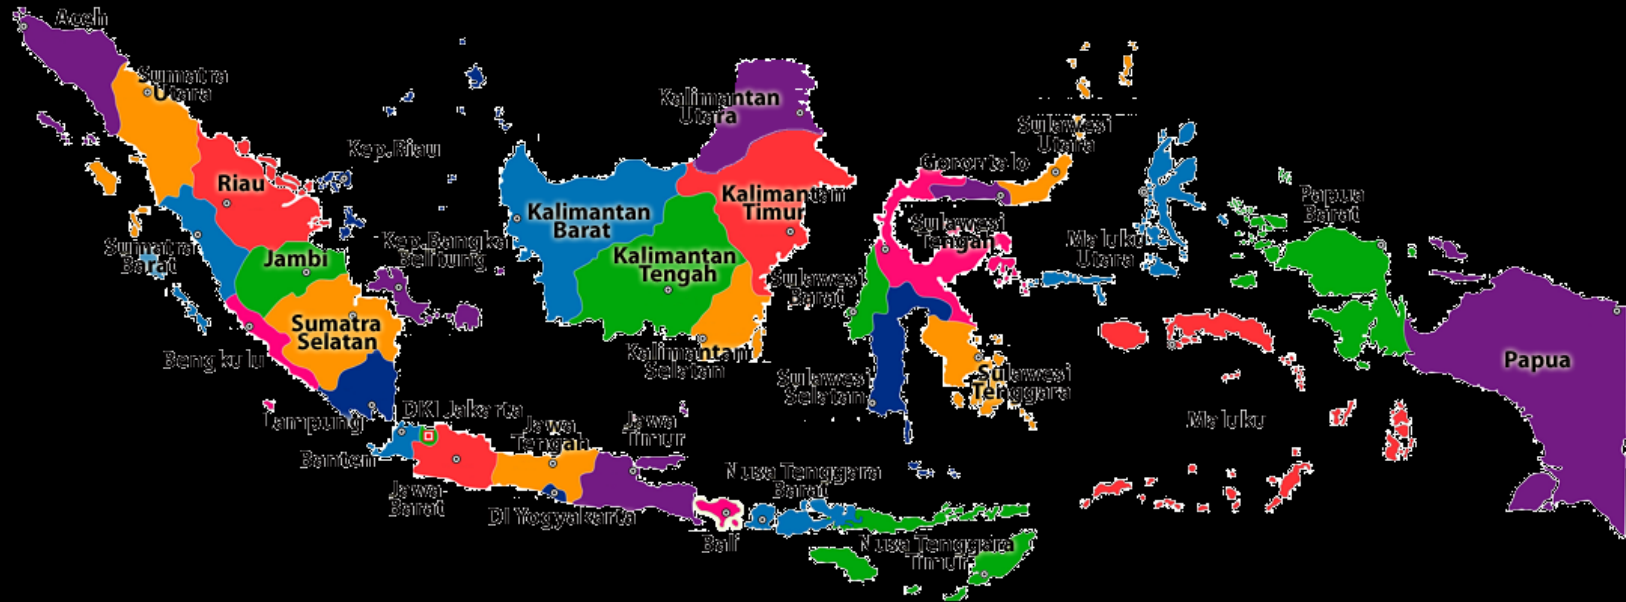 Aceh
Sumatra
Utara
Kep.Riau
Riau
Sumatra
Barat
Jambi
Kep.Bangka
Belitung
Sumatra
Selatan
Bengkulu
Lampung
DKI Jakarta
Banten
Jawa
Barat
Jawa
Tengah
DI Yogyakarta
Jawa
Timur
Bali
Nusa Tenggara
Barat
Nusa Tenggara
Timur
Kalimantan
Utara
Kalimantan
Barat
Kalimantan
Timur
Kalimantan
Tengah
Kalimantan
Selatan
Sulawesi
Utara
Gorontalo
Sulawesi
Tengah
Sulawesi
Barat
Sulawesi
Selatan
Sulawesi
Tenggara
Maluku
Utara
Maluku
Papua
Barat
Papua